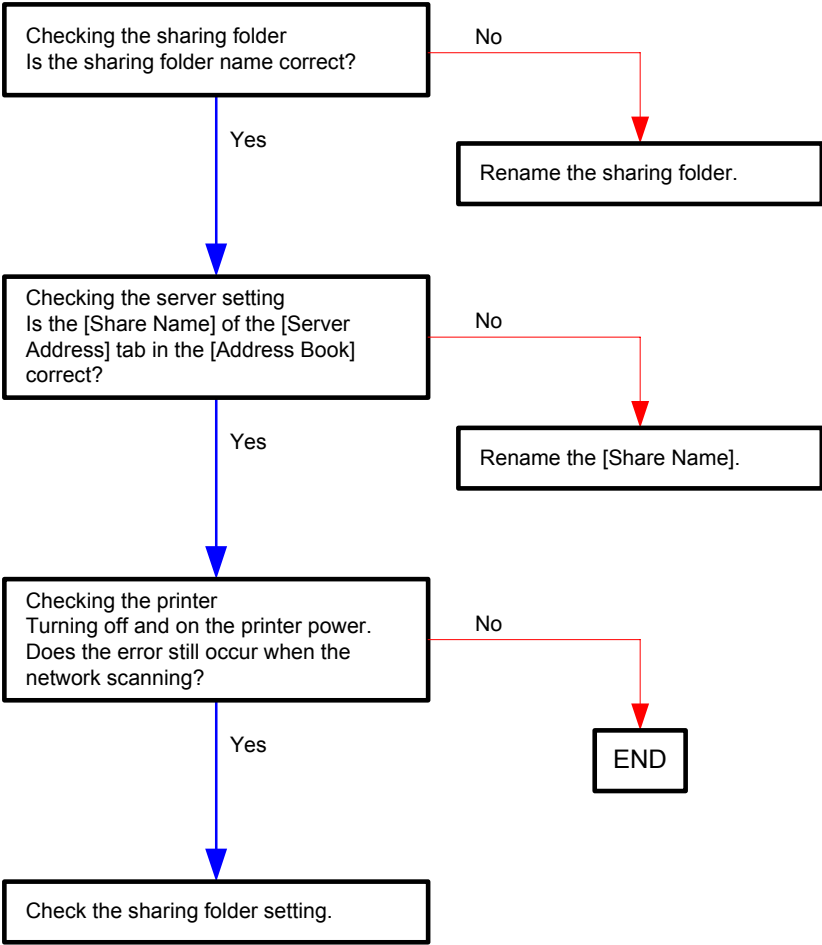 Checking the sharing folder
Is the sharing folder name correct?
No
Yes
Rename the sharing folder.
Checking the server setting
Is the [Share Name] of the [Server
Address] tab in the [Address Book]
correct?
No
Yes
Rename the [Share Name].
Checking the printer
Turning off and on the printer power.
Does the error still occur when the
network scanning?
No
Yes
END
Check the sharing folder setting.